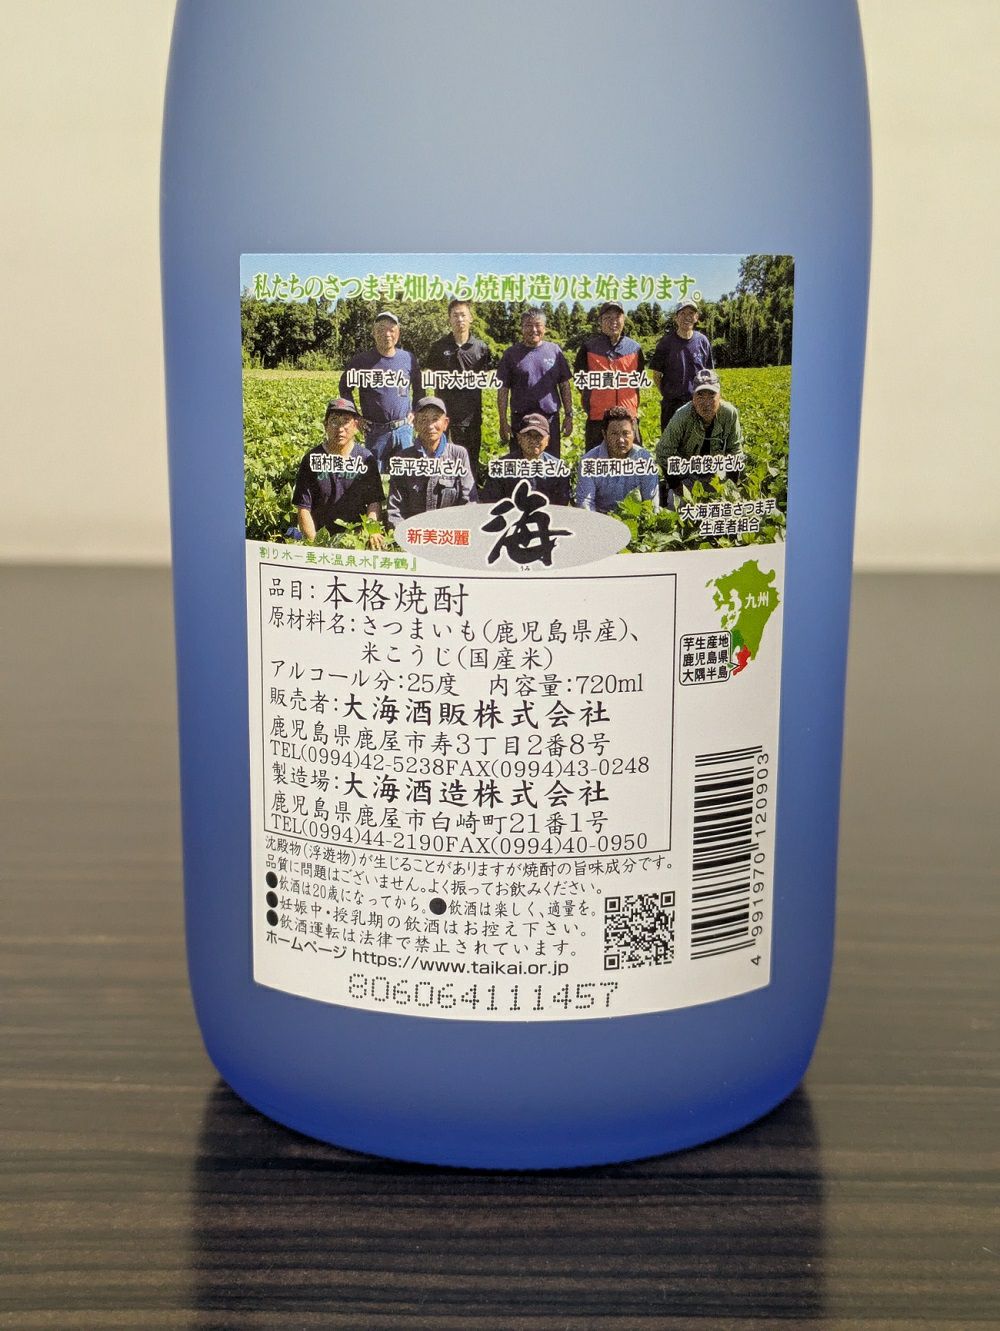 私たちのさつま芋畑から焼酎造りは始まります。
山下勇さん
山下大地さん
本田貴仁さん
稲村隆さん
荒平安弘さん
森園浩美さん
薬師和也さん
蔵ヶ崎俊光さん
大海酒造さつま芋
生産者組合
新美淡麗
海
うみ
割り水ー垂水温泉水『寿鶴』
品目：本格焼酎
原材料名：さつまいも（鹿児島県産）、
米こうじ（国産米）
アルコール分：25度 内容量：720ml
販売者：大海酒販株式会社
鹿児島県鹿屋市寿3丁目2番8号
TEL(0994)42-5238FAX(0994)43-0248
製造場：大海酒造株式会社
鹿児島県鹿屋市白崎町21番1号
TEL(0994)44-2190FAX(0994)40-0950
九州
芋生産地
鹿児島県
大隅半島
沈殿物（浮遊物）が生じることがありますが焼酎の旨味成分です。
品質に問題はございません。よく振ってお飲みください。
●飲酒は20歳になってから。●飲酒は楽しく、適量を。
●妊娠中・授乳期の飲酒はお控え下さい。
●飲酒運転は法律で禁止されています。
ホームページ https://www.taikai.or.jp
4 991970 120903
806064111457